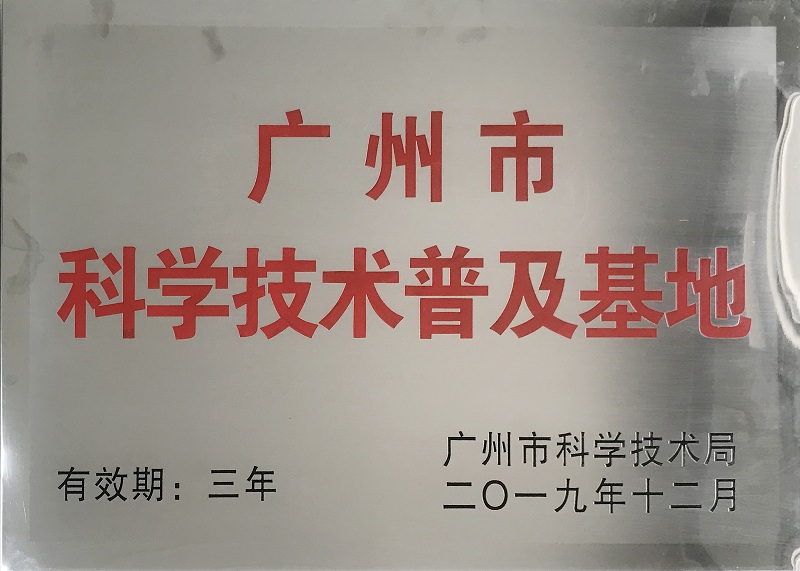 广州市
科学技术普及基地
广州市科学技术局
有效期：三年
二〇一九年十二月